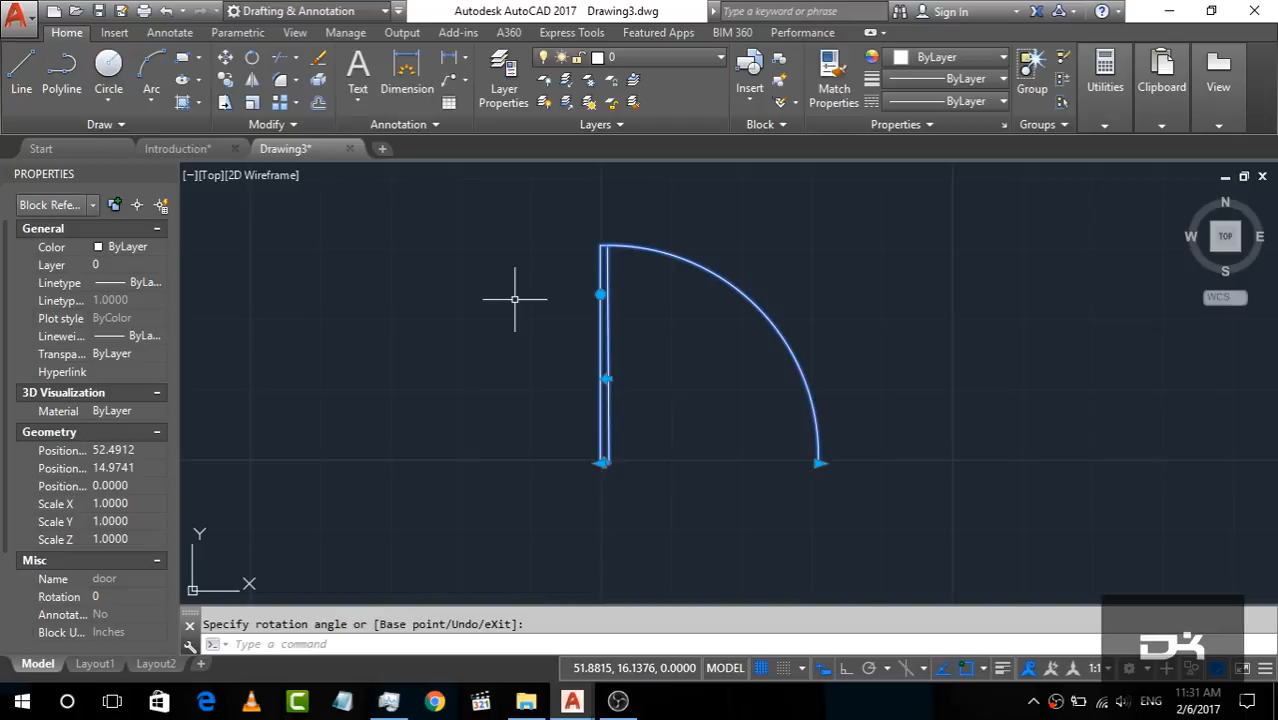 Drafting & Annotation
Autodesk AutoCAD 2017 Drawing3.dwg
Type a keyword or phrase
Sign In
Home Insert Annotate Parametric View Manage Output Add-ins A360 Express Tools Featured Apps BIM 360 Performance
0
ByLayer
ByLayer
ByLayer
Line Polyline Circle Arc Text Dimension Layer Properties Insert Match Properties Group Utilities Clipboard View
Draw Modify Annotation Layers Block Properties Groups
Start Introduction* Drawing3*
PROPERTIES
[−][Top][2D Wireframe]
Block Refe...
General
Color ByLayer
Layer 0
Linetype ByLa...
Linetyp... 1.0000
Plot style ByColor
Linewei... ByLa...
Transpa... ByLayer
Hyperlink
3D Visualization
Material ByLayer
Geometry
Position... 52.4912
Position... 14.9741
Position... 0.0000
Scale X 1.0000
Scale Y 1.0000
Scale Z 1.0000
Misc
Name door
Rotation 0
Annotat... No
Block U... Inches
N
W TOP E
S
WCS
Y
X
Specify rotation angle or [Base point/Undo/eXit]:
Type a command
Model Layout1 Layout2
51.8815, 16.1376, 0.0000 MODEL 1:1
DK
321
ENG
11:31 AM
2/6/2017